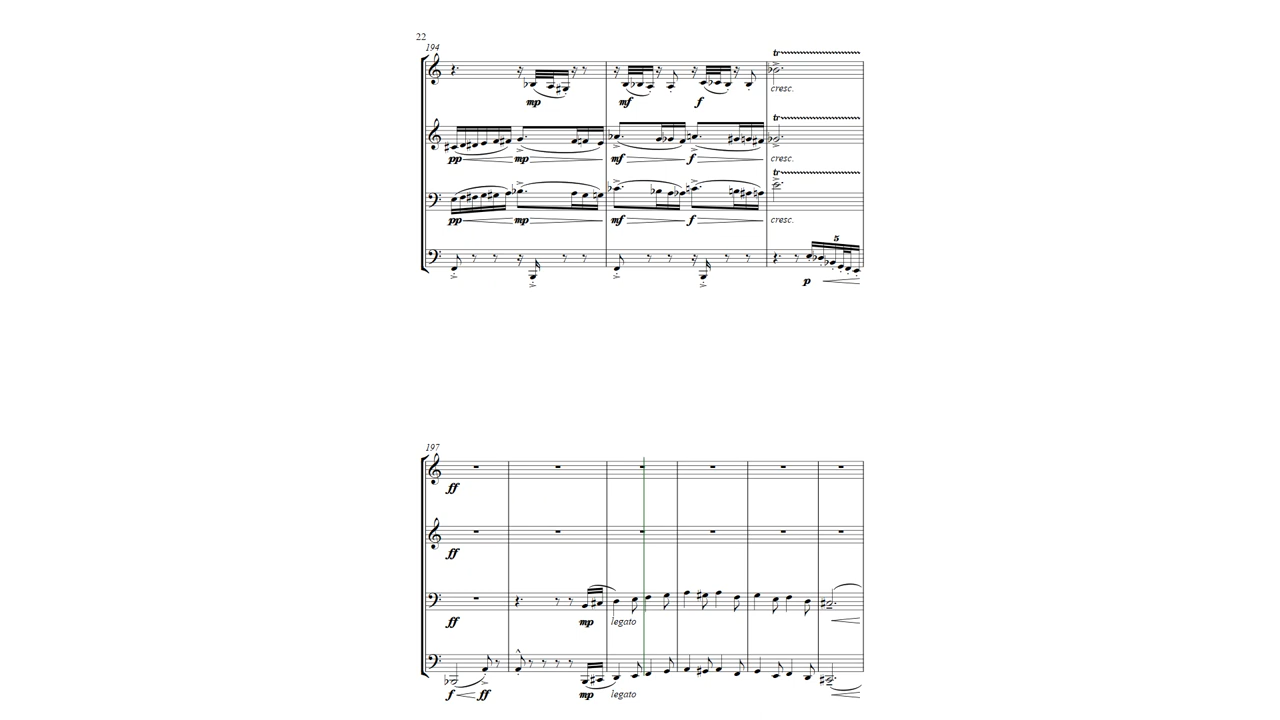 22
194
tr
cresc.
mp
mf
f
tr
cresc.
pp
mp
mf
f
tr
cresc.
pp
mp
mf
f
5
p
197
ff
ff
ff
mp
legato
f
ff
mp
legato